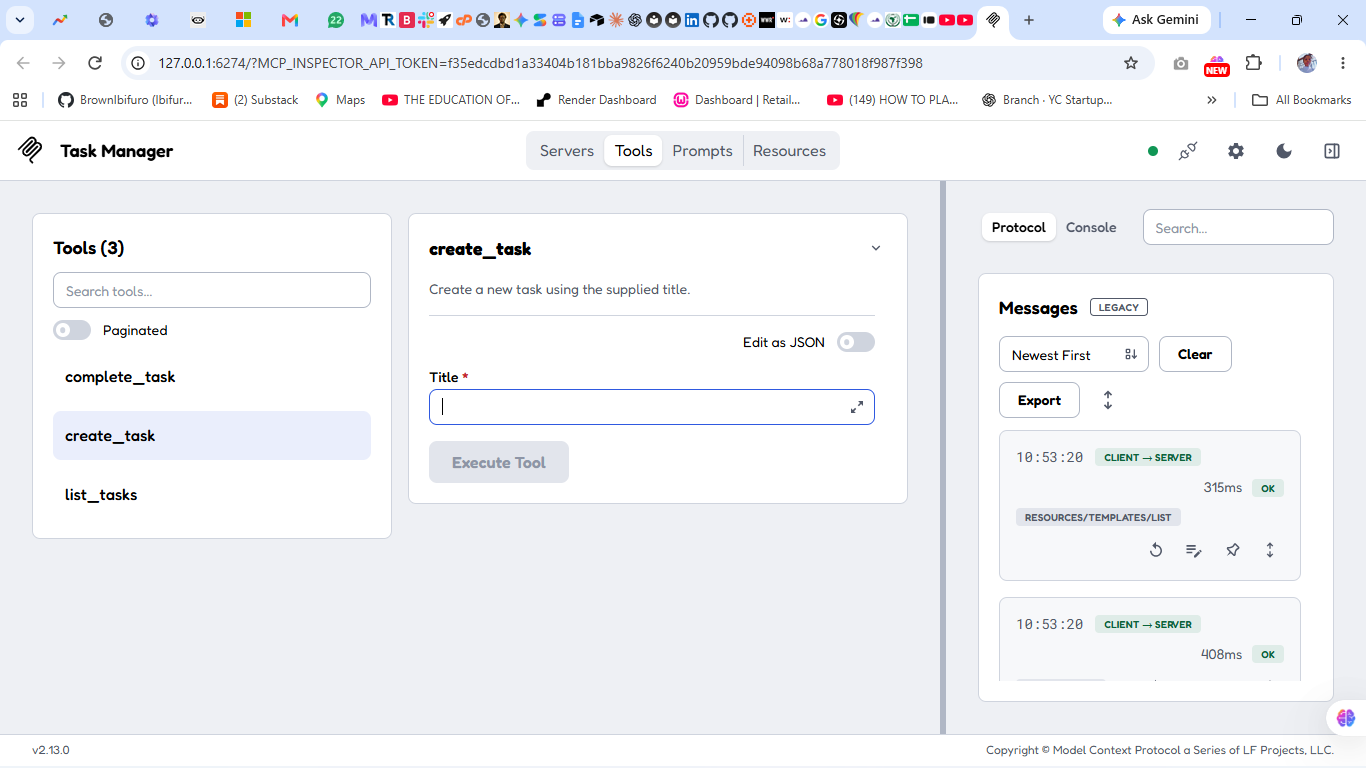 22
Ask Gemini
127.0.0.1:6274/?MCP_INSPECTOR_API_TOKEN=f35edcdbd1a33404b181bba9826f6240b20959bde94098b68a778018f987f398
NEW
BrownIbifuro (Ibifur...
(2) Substack
Maps
THE EDUCATION OF...
Render Dashboard
Dashboard | Retail...
(149) HOW TO PLA...
Branch · YC Startup...
All Bookmarks
Task Manager
Servers
Tools
Prompts
Resources
Tools (3)
Search tools...
Paginated
complete_task
create_task
list_tasks
create_task
Create a new task using the supplied title.
Edit as JSON
Title *
Execute Tool
Protocol
Console
Search...
Messages
LEGACY
Newest First
Clear
Export
10:53:20
CLIENT → SERVER
315ms
OK
RESOURCES/TEMPLATES/LIST
10:53:20
CLIENT → SERVER
408ms
OK
v2.13.0
Copyright © Model Context Protocol a Series of LF Projects, LLC.